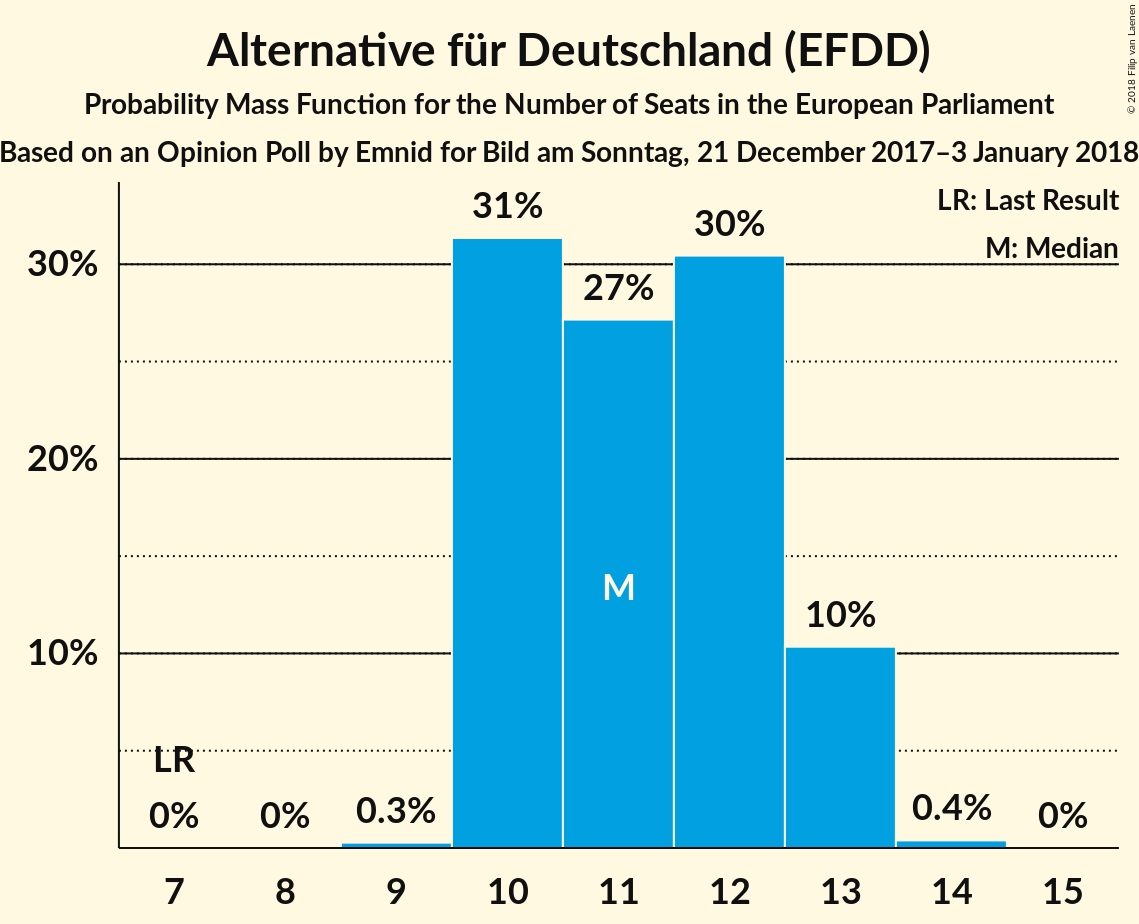 Alternative für Deutschland (EFDD)
Probability Mass Function for the Number of Seats in the European Parliament
Based on an Opinion Poll by Emnid for Bild am Sonntag, 21 December 2017–3 January 2018
© 2018 Filip van Laenen
LR: Last Result
M: Median
30%
20%
10%
31%
27%
30%
M
10%
LR
0%
0%
0.3%
0.4%
0%
7 8 9 10 11 12 13 14 15